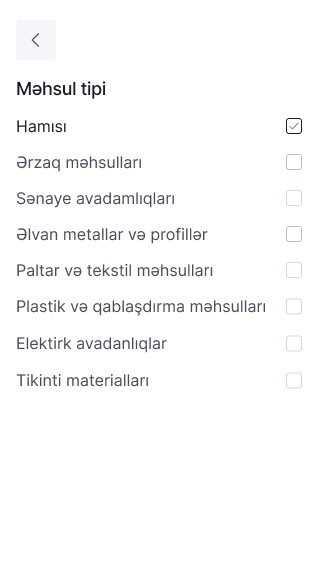 Məhsul tipi
Hamısı
Ərzaq məhsulları
Sənaye avadamlıqları
Əlvan metallar və profillər
Paltar və tekstil məhsulları
Plastik və qablaşdırma məhsulları
Elektirk avadanlıqlar
Tikinti materialları